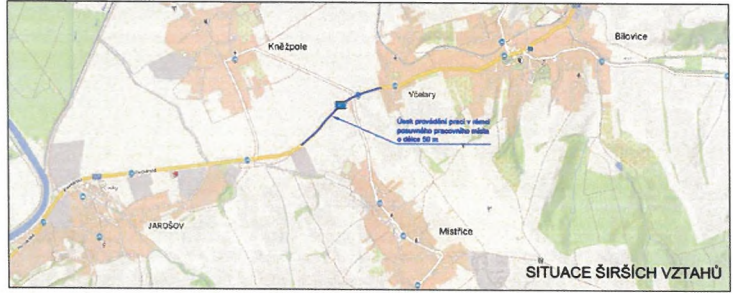 Kněžpole
Bílovice
Včelary
Úsek provádění prací v rámci
posuvného pracovního místa
o délce 50 m
JAROŠOV
Mistřice
SITUACE ŠIRŠÍCH VZTAHŮ